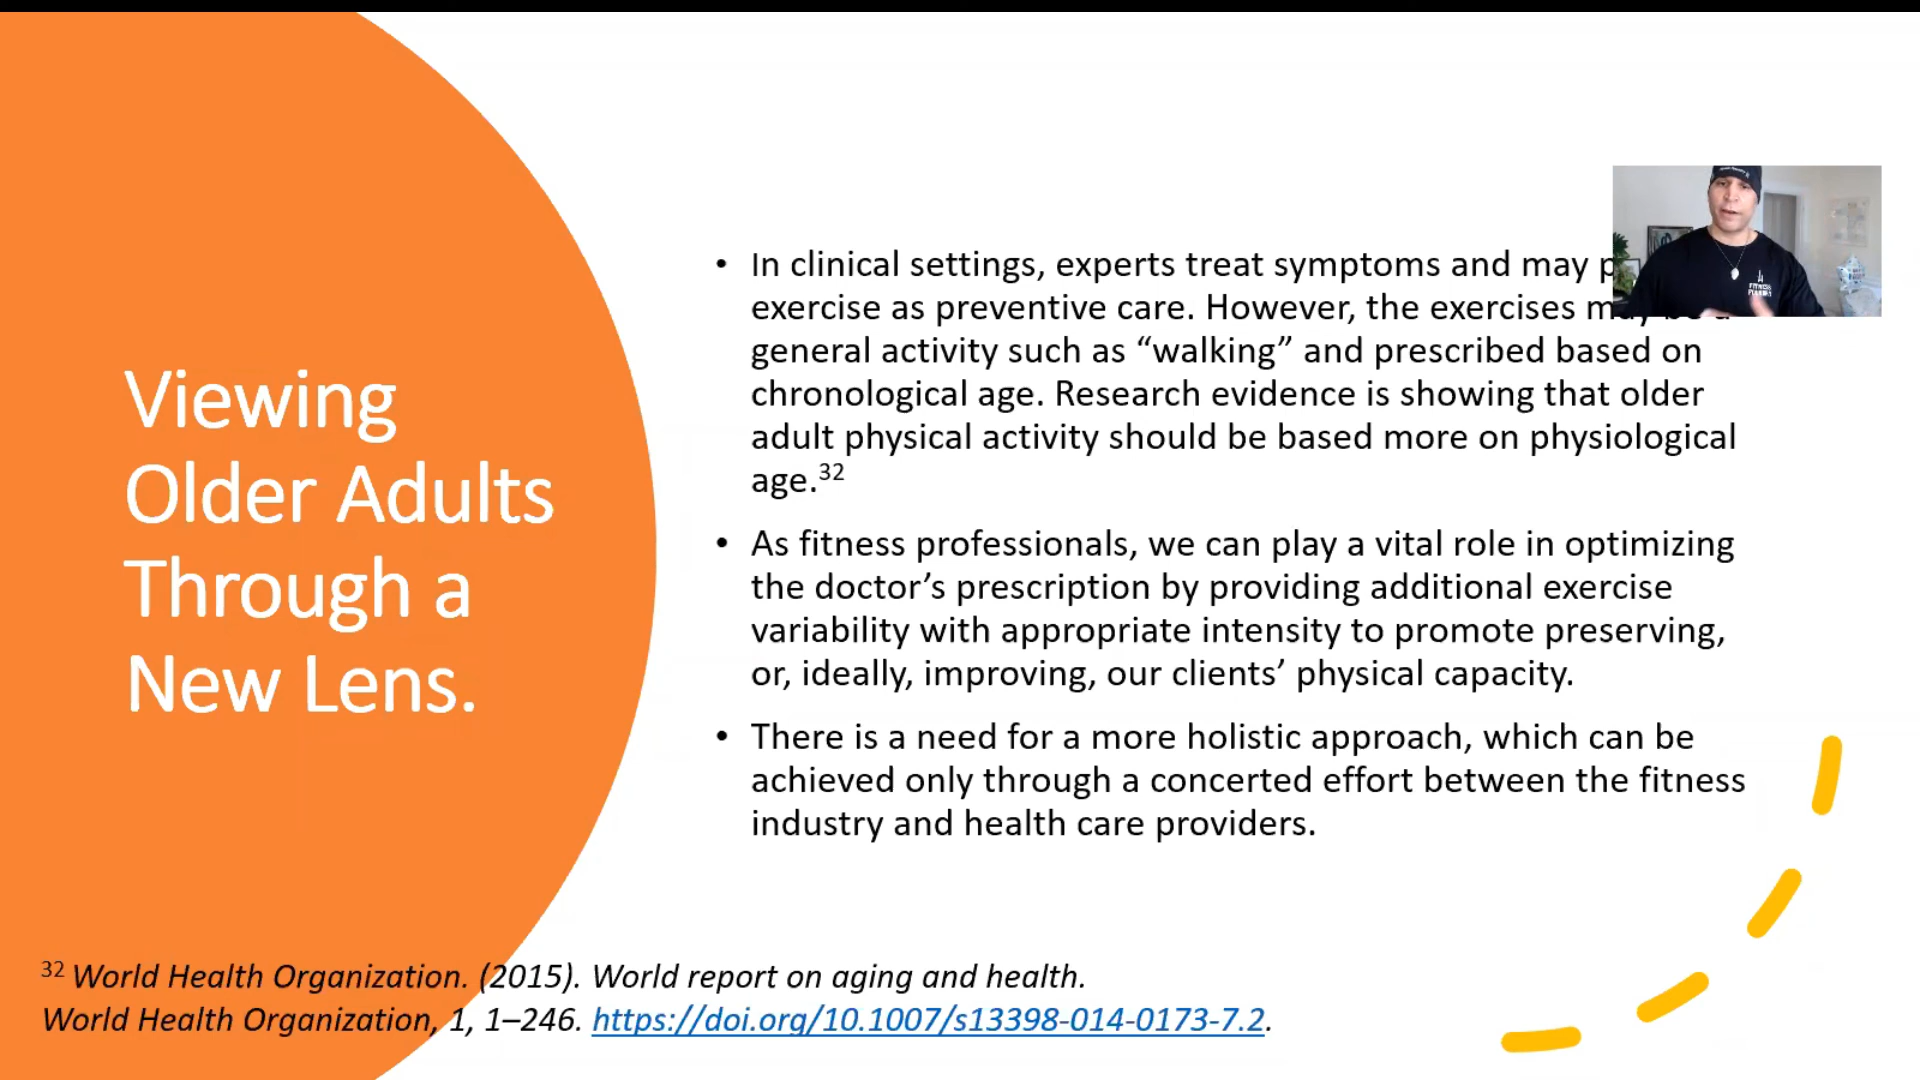 Viewing
Older Adults
Through a
New Lens.
• In clinical settings, experts treat symptoms and may
exercise as preventive care. However, the exercises may be a
general activity such as “walking” and prescribed based on
chronological age. Research evidence is showing that older
adult physical activity should be based more on physiological
age.³²
• As fitness professionals, we can play a vital role in optimizing
the doctor’s prescription by providing additional exercise
variability with appropriate intensity to promote preserving,
or, ideally, improving, our clients’ physical capacity.
• There is a need for a more holistic approach, which can be
achieved only through a concerted effort between the fitness
industry and health care providers.
³² World Health Organization. (2015). World report on aging and health.
World Health Organization, 1, 1–246. https://doi.org/10.1007/s13398-014-0173-7.2.